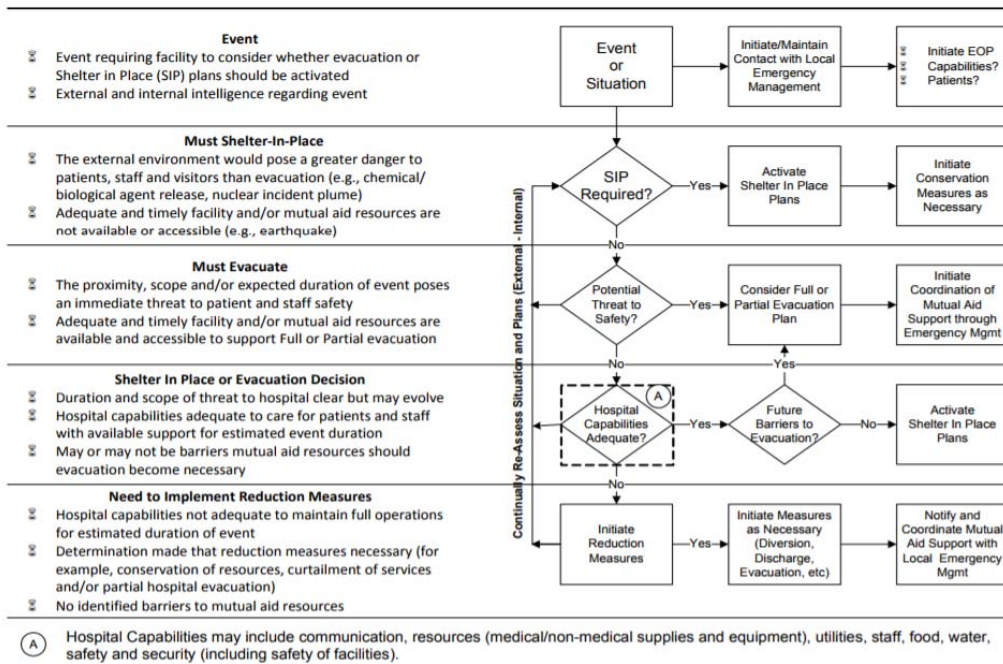 Event
Event requiring facility to consider whether evacuation or
Shelter in Place (SIP) plans should be activated
External and internal intelligence regarding event
Event
or
Situation
Initiate/Maintain
Contact with Local
Emergency
Management
Initiate EOP
Capabilities?
Patients?
Must Shelter-In-Place
The external environment would pose a greater danger to
patients, staff and visitors than evacuation (e.g., chemical/
biological agent release, nuclear incident plume)
Adequate and timely facility and/or mutual aid resources are
not available or accessible (e.g., earthquake)
SIP
Required?
Yes
Activate
Shelter In Place
Plans
Initiate
Conservation
Measures as
Necessary
No
Must Evacuate
The proximity, scope and/or expected duration of event poses
an immediate threat to patient and staff safety
Adequate and timely facility and/or mutual aid resources are
available and accessible to support Full or Partial evacuation
Potential
Threat to
Safety?
Yes
Consider Full or
Partial Evacuation
Plan
Initiate
Coordination of
Mutual Aid
Support through
Emergency Mgmt
No
Yes
Shelter In Place or Evacuation Decision
Duration and scope of threat to hospital clear but may evolve
Hospital capabilities adequate to care for patients and staff
with available support for estimated event duration
May or may not be barriers mutual aid resources should
evacuation become necessary
A
Hospital
Capabilities
Adequate?
Yes
Future
Barriers to
Evacuation?
No
Activate
Shelter In Place
Plans
No
Need to Implement Reduction Measures
Hospital capabilities not adequate to maintain full operations
for estimated duration of event
Determination made that reduction measures necessary (for
example, conservation of resources, curtailment of services
and/or partial hospital evacuation)
No identified barriers to mutual aid resources
Initiate
Reduction
Measures
Yes
Initiate Measures
as Necessary
(Diversion,
Discharge,
Evacuation, etc)
Notify and
Coordinate Mutual
Aid Support with
Local Emergency
Mgmt
Continually Re-Assess Situation and Plans (External - Internal)
A
Hospital Capabilities may include communication, resources (medical/non-medical supplies and equipment), utilities, staff, food, water,
safety and security (including safety of facilities).